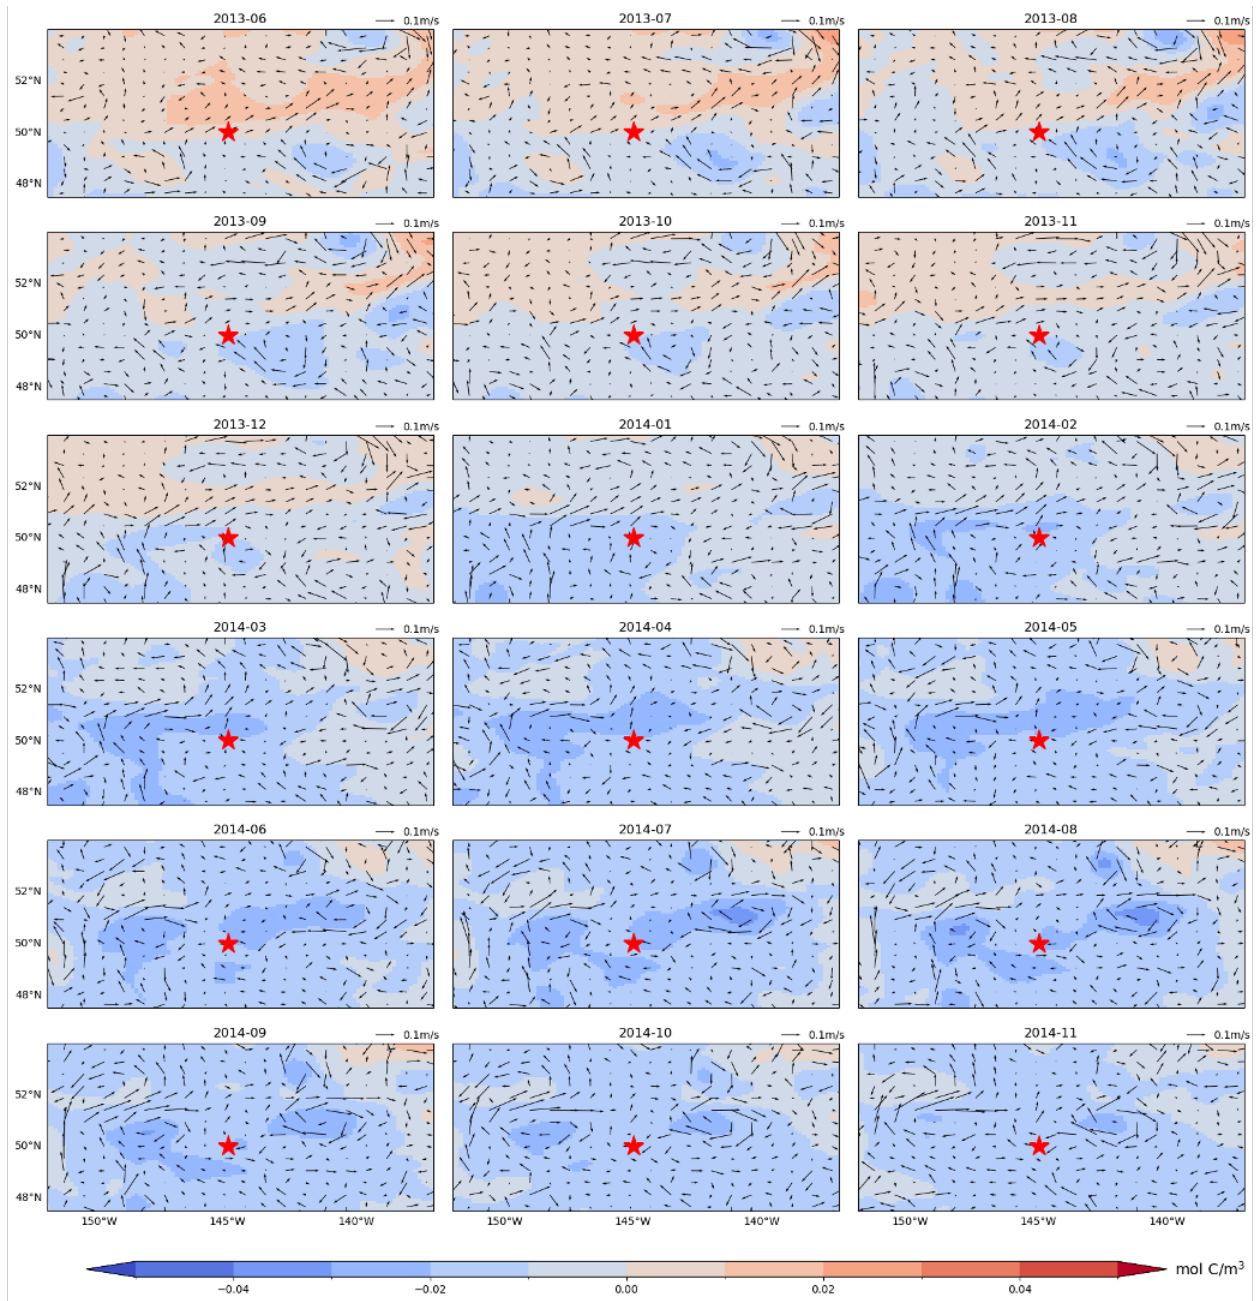 2013-06 0.1m/s 2013-07 0.1m/s 2013-08 0.1m/s
52°N
50°N
48°N
2013-09 0.1m/s 2013-10 0.1m/s 2013-11 0.1m/s
52°N
50°N
48°N
2013-12 0.1m/s 2014-01 0.1m/s 2014-02 0.1m/s
52°N
50°N
48°N
2014-03 0.1m/s 2014-04 0.1m/s 2014-05 0.1m/s
52°N
50°N
48°N
2014-06 0.1m/s 2014-07 0.1m/s 2014-08 0.1m/s
52°N
50°N
48°N
2014-09 0.1m/s 2014-10 0.1m/s 2014-11 0.1m/s
52°N
50°N
48°N
150°W 145°W 140°W 150°W 145°W 140°W 150°W 145°W 140°W
mol C/m³
−0.04 −0.02 0.00 0.02 0.04